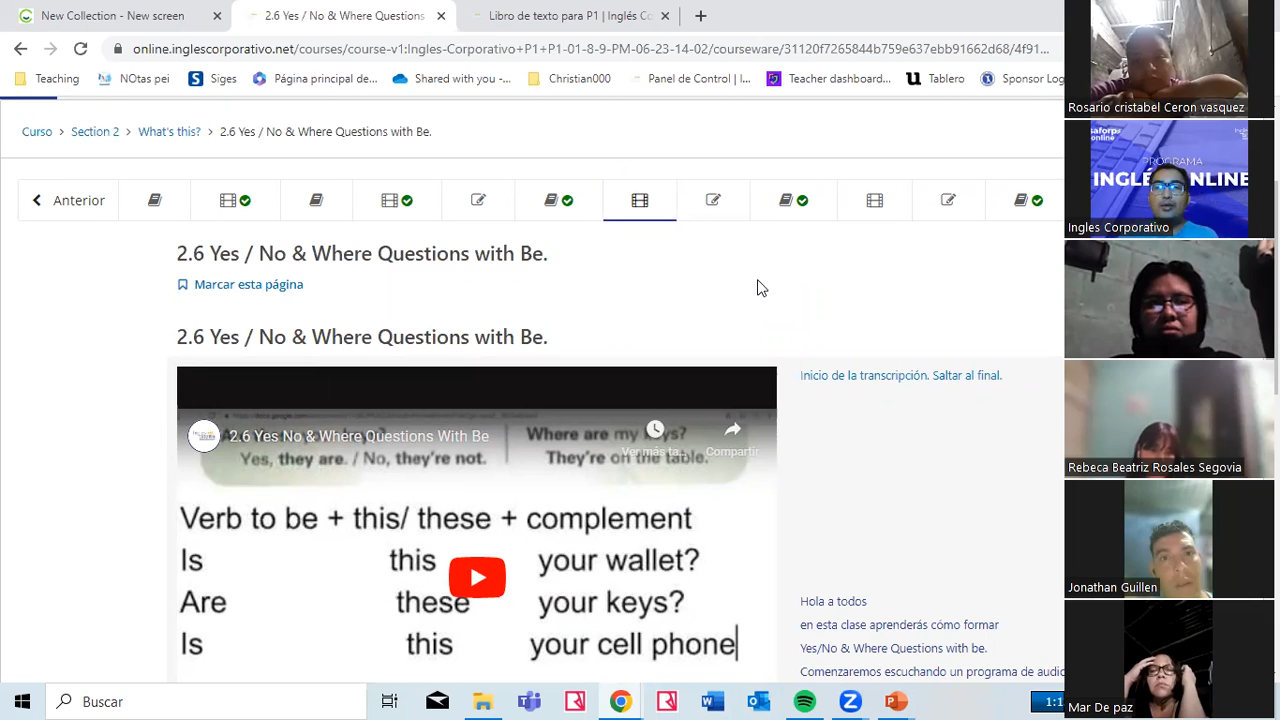 New Collection - New screen
2.6 Yes / No & Where Questions
Libro de texto para P1 | Inglés Co
online.inglescorporativo.net/courses/course-v1:Ingles-Corporativo+P1+P1-01-8-9-PM-06-23-14-02/courseware/31120f7265844b759e637ebb91662d68/4f91...
Teaching
NOtas pei
Siges
Página principal de...
Shared with you -...
Christian000
Panel de Control | I...
Teacher dashboard...
Tablero
Sponsor Log
Curso > Section 2 > What's this? > 2.6 Yes / No & Where Questions with Be.
Anterior
2.6 Yes / No & Where Questions with Be.
Marcar esta página
2.6 Yes / No & Where Questions with Be.
Inicio de la transcripción. Saltar al final.
2.6 Yes No & Where Questions With Be
Where are my keys?
Yes, they are. / No, they're not.
They're on the table.
Ver más ta...
Compartir
Verb to be + this/ these + complement
Is this your wallet?
Are these your keys?
Is this your cell phone
Hola a todos
en esta clase aprenderás cómo formar
Yes/No & Where Questions with be.
Comenzaremos escuchando un programa de audio
Buscar
1:1
Rosario cristabel Ceron vasquez
online
PROGRAMA
INGLÉ NLINE
Ingles Corporativo
Rebeca Beatriz Rosales Segovia
Jonathan Guillen
Mar De paz